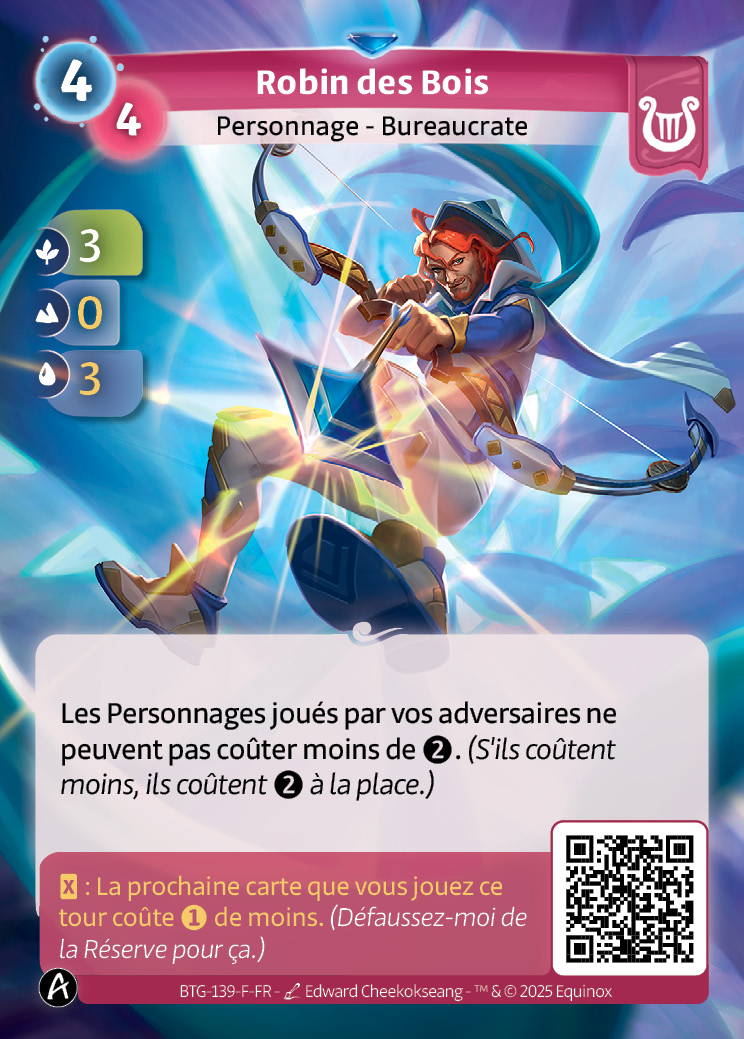 4
Robin des Bois
4
Personnage - Bureaucrate
3
0
3
Les Personnages joués par vos adversaires ne
peuvent pas coûter moins de 2. (S'ils coûtent
moins, ils coûtent 2 à la place.)
X : La prochaine carte que vous jouez ce
tour coûte 1 de moins. (Défaussez-moi de
la Réserve pour ça.)
A
BTG-139-F-FR - Edward Cheekokseang - ™ & © 2025 Equinox